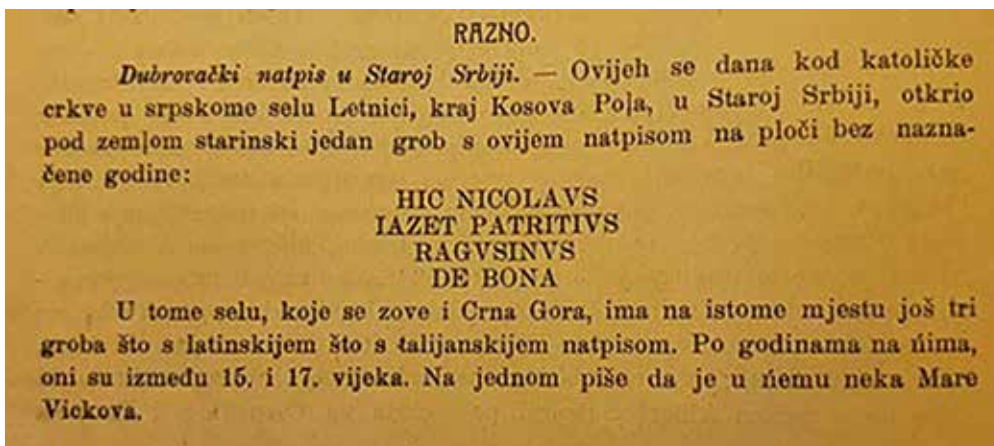 RAZNO.
Dubrovački natpis u Staroj Srbiji. — Ovijeh se dana kod katoličke
crkve u srpskome selu Letnici, kraj Kosova Poļa, u Staroj Srbiji, otkrio
pod zemļom starinski jedan grob s ovijem natpisom na ploči bez nazna-
čene godine:
HIC NICOLAVS
IAZET PATRITIVS
RAGVSINVS
DE BONA
U tome selu, koje se zove i Crna Gora, ima na istome mjestu još tri
groba što s latinskijem što s talijanskijem natpisom. Po godinama na ńima,
oni su između 15. i 17. vijeka. Na jednom piše da je u ńemu neka Mare
Vickova.